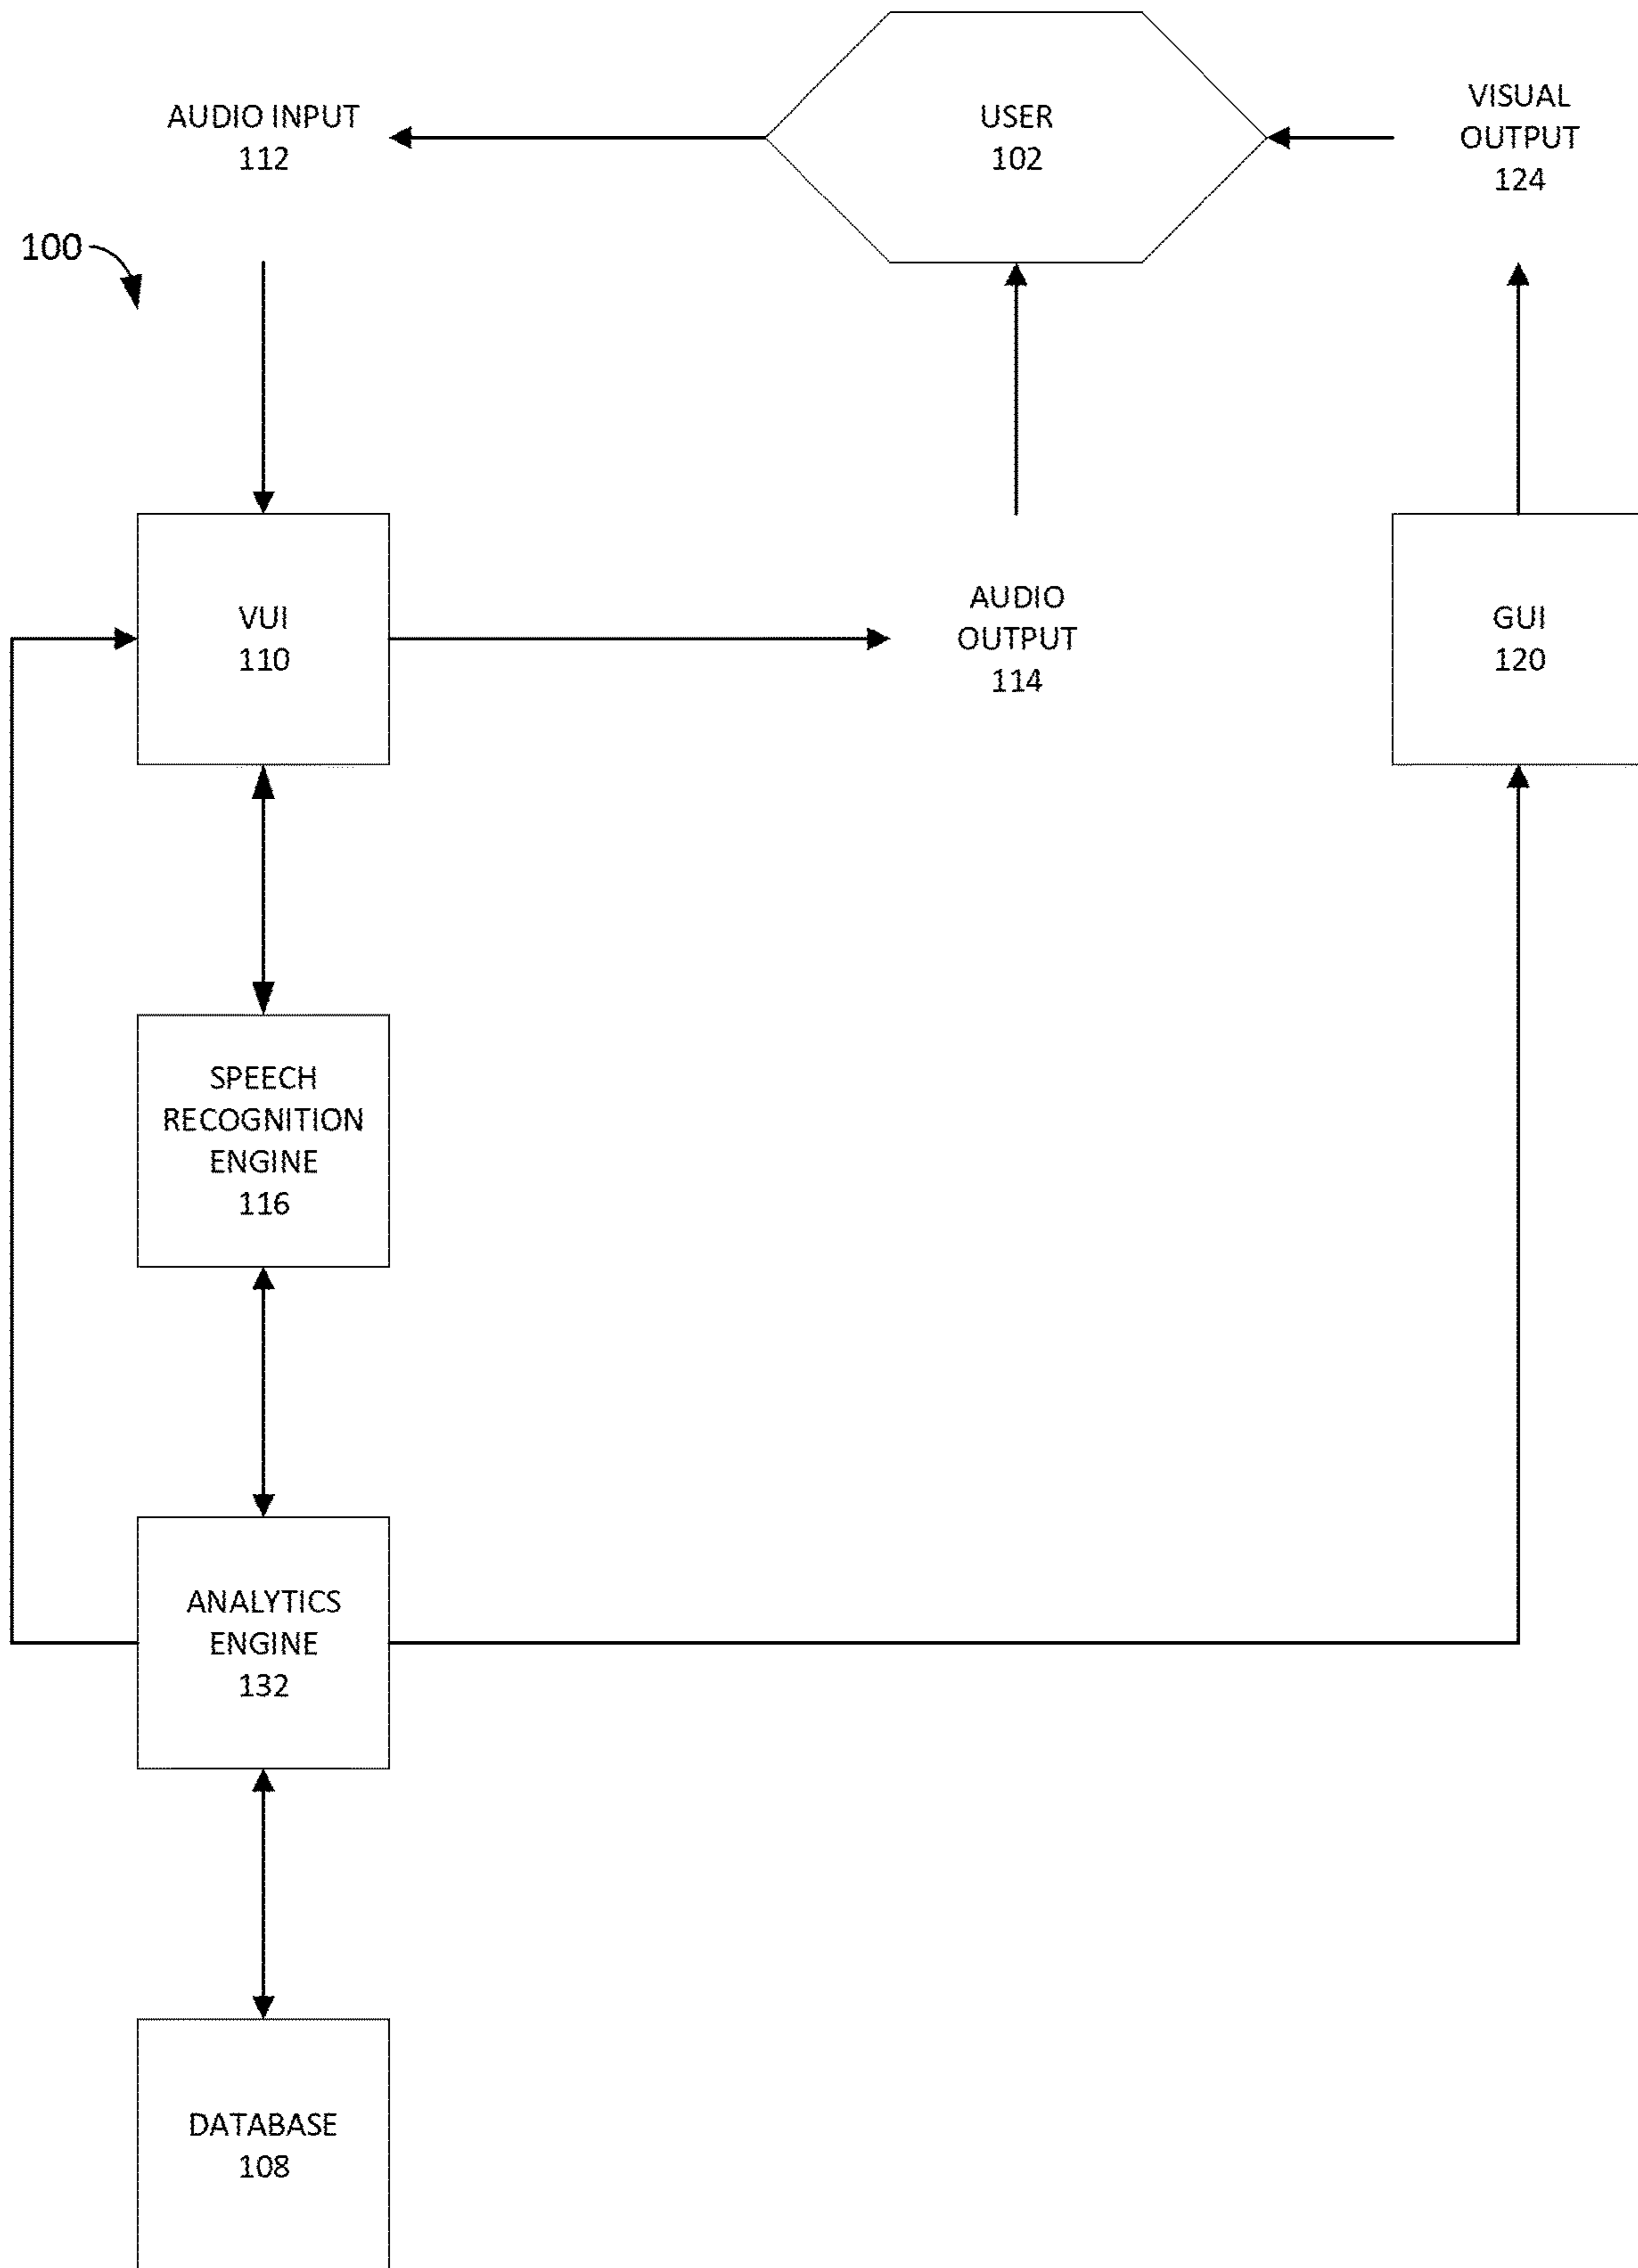 AUDIO INPUT
112
USER
102
VISUAL
OUTPUT
124
100
VUI
110
AUDIO
OUTPUT
114
GUI
120
SPEECH
RECOGNITION
ENGINE
116
ANALYTICS
ENGINE
132
DATABASE
108